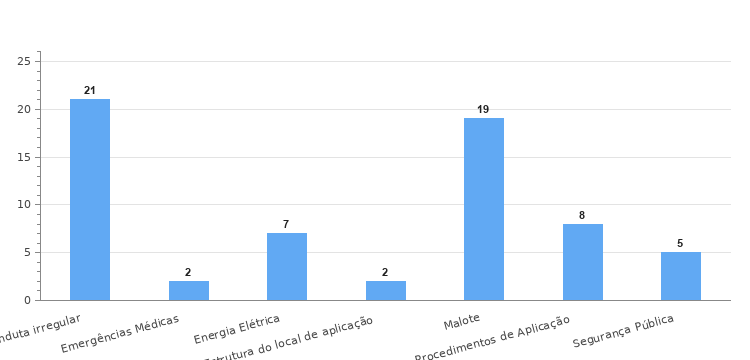 25
20
15
10
5
0
21
2
7
2
19
8
5
nduta irregular
Emergências Médicas
Energia Elétrica
strutura do local de aplicação
Malote
Procedimentos de Aplicação
Segurança Pública